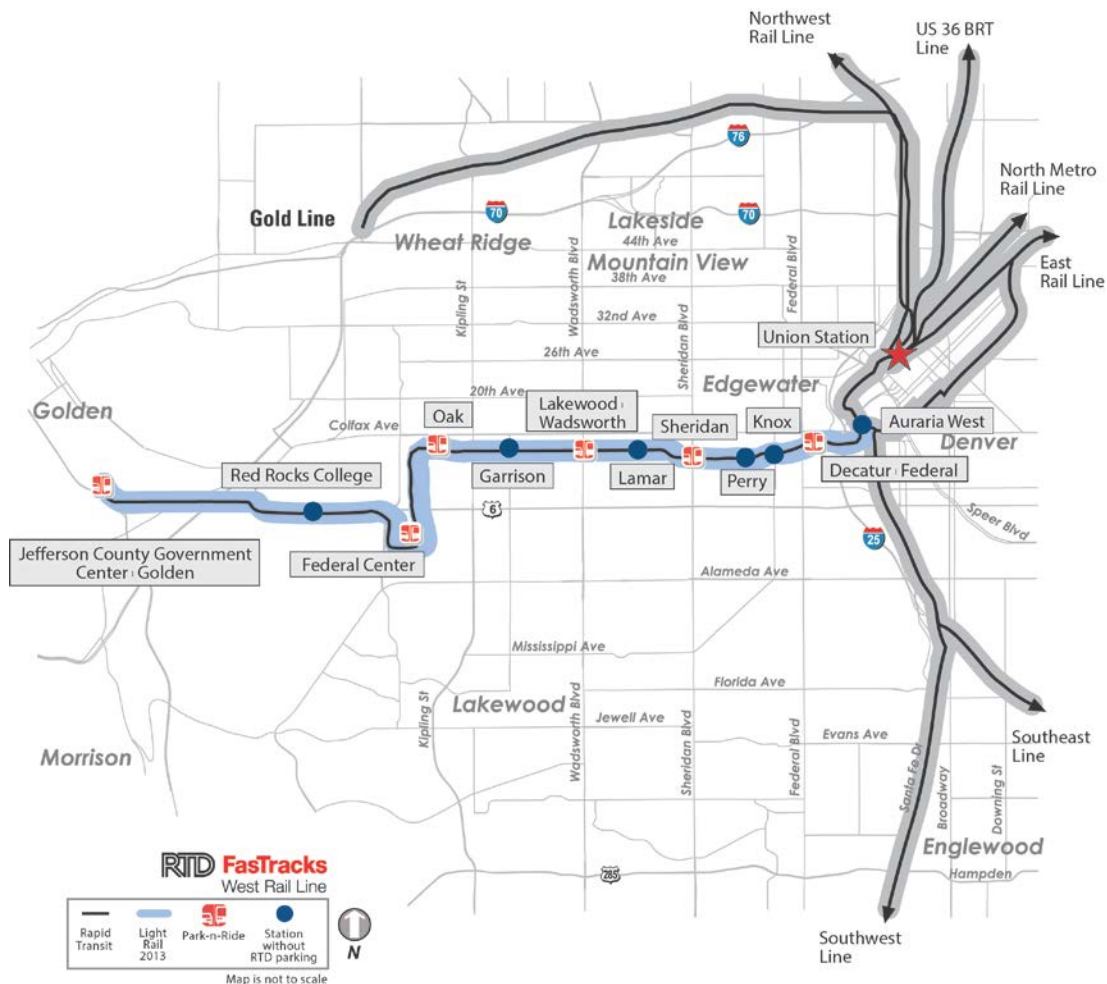 Northwest
Rail Line
US 36 BRT
Line
76
North Metro
Rail Line
Gold Line
70
70
Lakeside
Wheat Ridge
44th Ave
Mountain View
38th Ave
East
Rail Line
Kipling St
Wadsworth Blvd
Sheridan Blvd
Federal Blvd
32nd Ave
Union Station
26th Ave
Edgewater
20th Ave
Golden
Colfax Ave
Oak
Lakewood
Wadsworth
Sheridan
Knox
Auraria West
Denver
Red Rocks College
Garrison
Lamar
Perry
Decatur Federal
6
Speer Blvd
25
Jefferson County Government
Center Golden
Federal Center
Alameda Ave
Mississippi Ave
Lakewood
Florida Ave
Kipling St
Wadsworth Blvd
Sheridan Blvd
Federal Blvd
Jewell Ave
Evans Ave
Southeast
Line
Morrison
Santa Fe Dr
Broadway
Downing St
Englewood
Hampden
285
RTD FasTracks
West Rail Line
Rapid
Transit
Light
Rail
2013
Park-n-Ride
Station
without
RTD parking
N
Southwest
Line
Map is not to scale